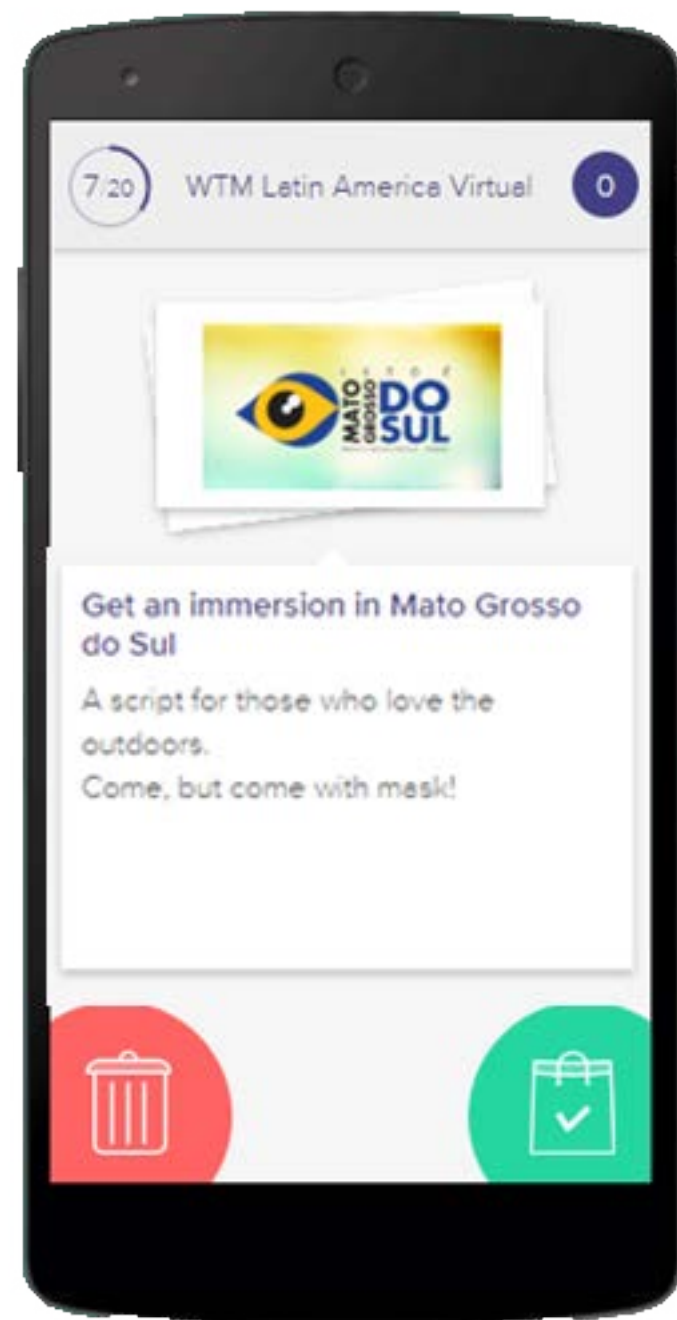 7/20
WTM Latin America Virtual
0
ISTO É
MATO GROSSO DO SUL
Get an immersion in Mato Grosso
do Sul
A script for those who love the
outdoors.
Come, but come with mask!